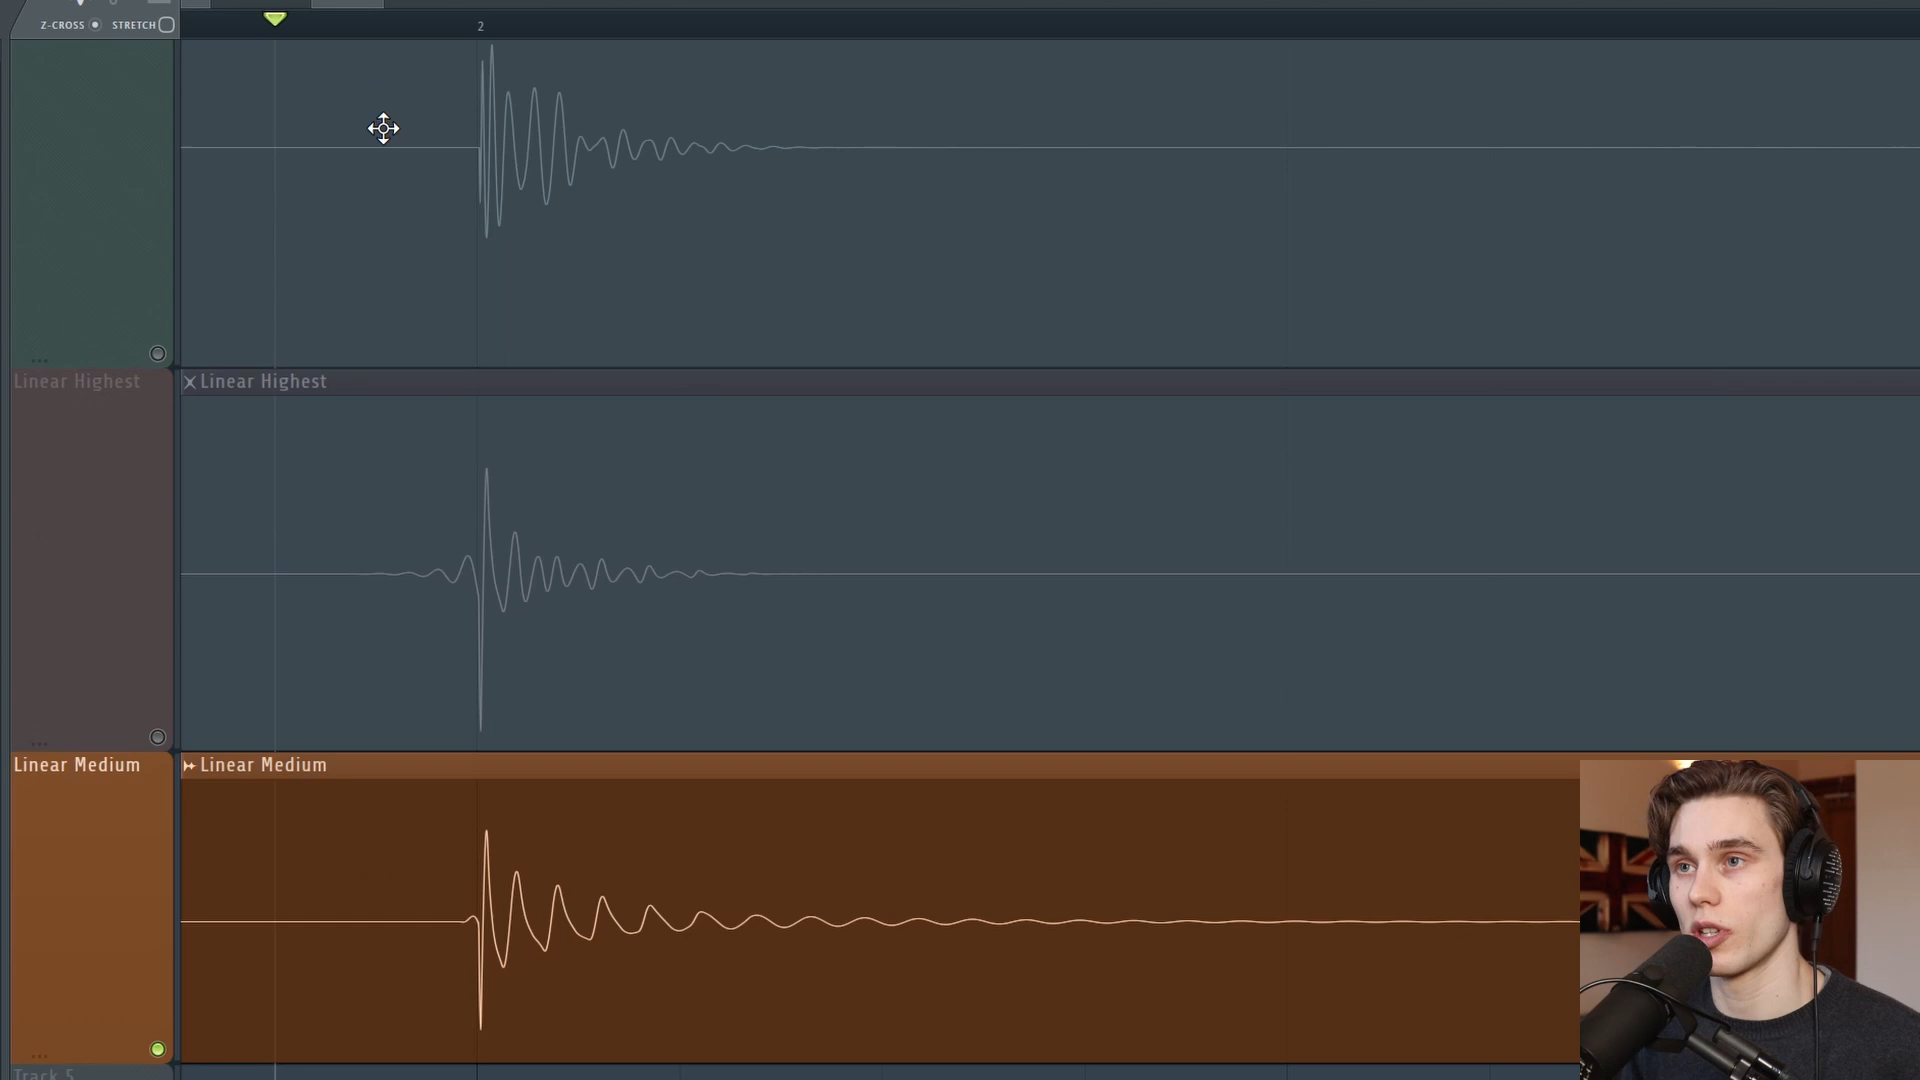 Z-CROSS STRETCH
2
Linear Highest
Linear Highest
Linear Medium
Linear Medium
Track 5